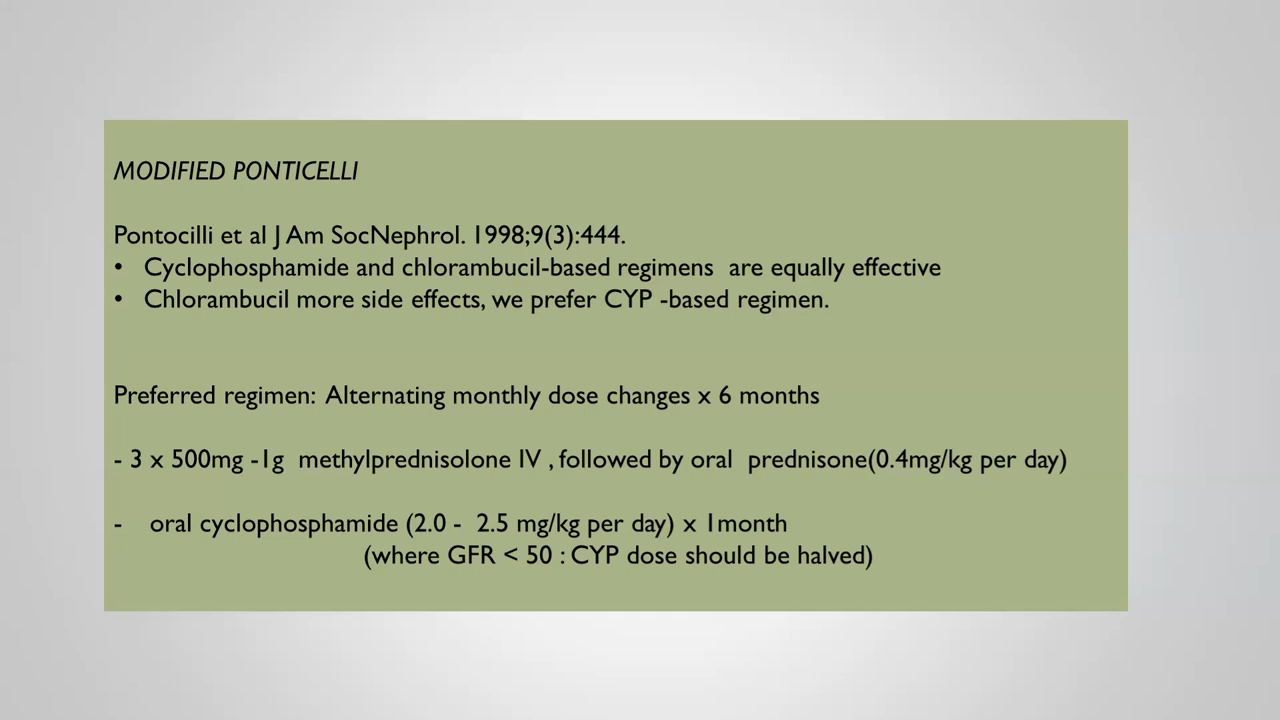 MODIFIED PONTICELLI
Pontocilli et al J Am SocNephrol. 1998;9(3):444.
• Cyclophosphamide and chlorambucil-based regimens are equally effective
• Chlorambucil more side effects, we prefer CYP -based regimen.
Preferred regimen: Alternating monthly dose changes x 6 months
- 3 x 500mg -1g methylprednisolone IV , followed by oral prednisone(0.4mg/kg per day)
- oral cyclophosphamide (2.0 - 2.5 mg/kg per day) x 1month
(where GFR < 50 : CYP dose should be halved)